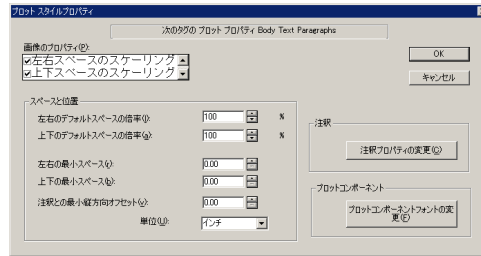 プロット スタイルプロパティ
次のタグの プロット プロパティ Body Text Paragraphs
画像のプロパティ(P):
左右スペースのスケーリング
上下スペースのスケーリング
OK
キャンセル
スペースと位置
左右のデフォルトスペースの倍率(I): 100 %
上下のデフォルトスペースの倍率(a): 100 %
左右の最小スペース(r): 0.00
上下の最小スペース(b): 0.00
注釈との最小縦方向オフセット(v): 0.00
単位(U): インチ
注釈
注釈プロパティの変更(C)
プロットコンポーネント
プロットコンポーネントフォントの変
更(F)